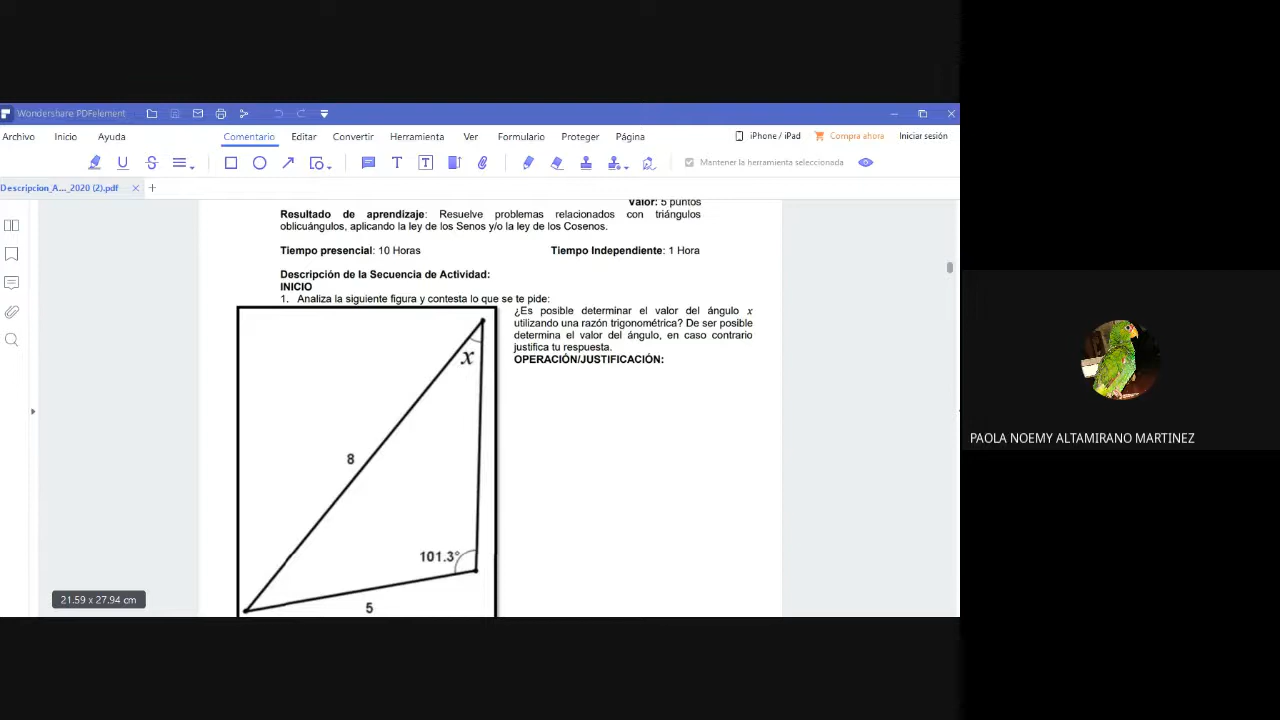 Wondershare PDFelement
Archivo Inicio Ayuda Comentario Editar Convertir Herramienta Ver Formulario Proteger Página iPhone / iPad Compra ahora Iniciar sesión
Mantener la herramienta seleccionada
Descripcion_A..._2020 (2).pdf
Valor: 5 puntos
Resultado de aprendizaje: Resuelve problemas relacionados con triángulos
oblicuángulos, aplicando la ley de los Senos y/o la ley de los Cosenos.
Tiempo presencial: 10 Horas Tiempo Independiente: 1 Hora
Descripción de la Secuencia de Actividad:
INICIO
1. Analiza la siguiente figura y contesta lo que se te pide:
¿Es posible determinar el valor del ángulo x
utilizando una razón trigonométrica? De ser posible
determina el valor del ángulo, en caso contrario
justifica tu respuesta.
OPERACIÓN/JUSTIFICACIÓN:
x
8
101.3°
5
21.59 x 27.94 cm
PAOLA NOEMY ALTAMIRANO MARTINEZ